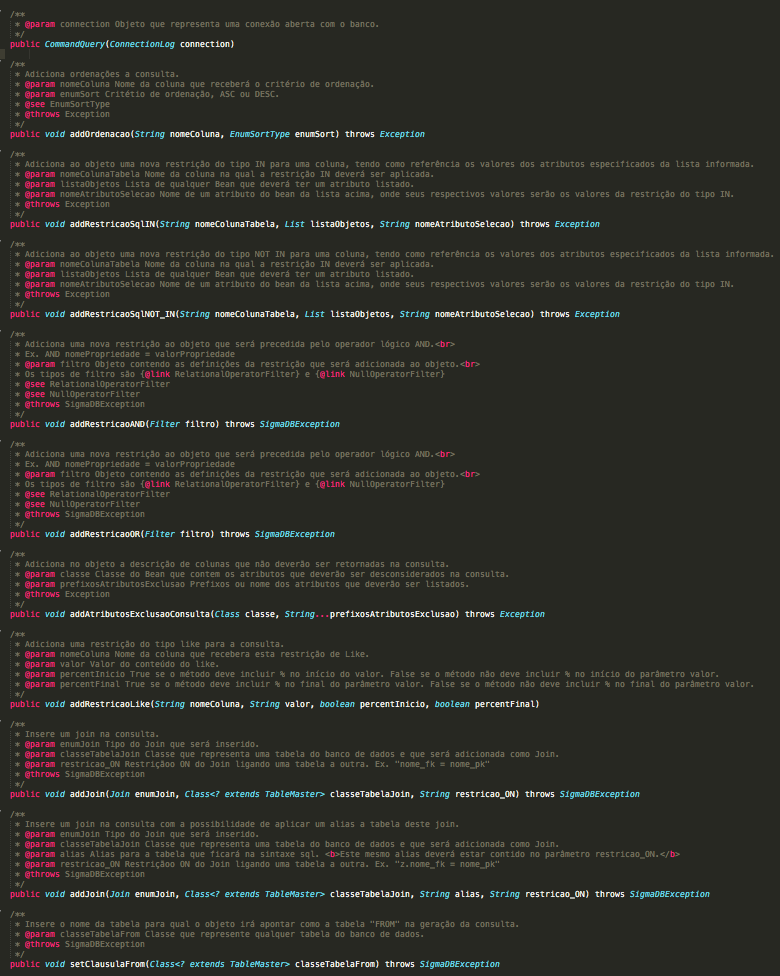 /**
 * @param connection Objeto que representa uma conexão aberta com o banco.
 */
public CommandQuery(ConnectionLog connection)
/**
 * Adiciona ordenações a consulta.
 * @param nomeColuna Nome da coluna que receberá o critério de ordenação.
 * @param enumSort Critétio de ordenação, ASC ou DESC.
 * @see EnumSortType
 * @throws Exception
 */
public void addOrdenacao(String nomeColuna, EnumSortType enumSort) throws Exception
/**
 * Adiciona ao objeto uma nova restrição do tipo IN para uma coluna, tendo como referência os valores dos atributos especificados da lista informada.
 * @param nomeColunaTabela Nome da coluna na qual a restrição IN deverá ser aplicada.
 * @param listaObjetos Lista de qualquer Bean que deverá ter um atributo listado.
 * @param nomeAtributoSelecao Nome de um atributo do bean da lista acima, onde seus respectivos valores serão os valores da restrição do tipo IN.
 * @throws Exception
 */
public void addRestricaoSqlIN(String nomeColunaTabela, List listaObjetos, String nomeAtributoSelecao) throws Exception
/**
 * Adiciona ao objeto uma nova restrição do tipo NOT IN para uma coluna, tendo como referência os valores dos atributos especificados da lista informada.
 * @param nomeColunaTabela Nome da coluna na qual a restrição IN deverá ser aplicada.
 * @param listaObjetos Lista de qualquer Bean que deverá ter um atributo listado.
 * @param nomeAtributoSelecao Nome de um atributo do bean da lista acima, onde seus respectivos valores serão os valores da restrição do tipo IN.
 * @throws Exception
 */
public void addRestricaoSqlNOT_IN(String nomeColunaTabela, List listaObjetos, String nomeAtributoSelecao) throws Exception
/**
 * Adiciona uma nova restrição ao objeto que será precedida pelo operador lógico AND.<br>
 * Ex. AND nomePropriedade = valorPropriedade
 * @param filtro Objeto contendo as definições da restrição que será adicionada ao objeto.<br>
 * Os tipos de filtro são {@link RelationalOperatorFilter} e {@link NullOperatorFilter}
 * @see RelationalOperatorFilter
 * @see NullOperatorFilter
 * @throws SigmaDBException
 */
public void addRestricaoAND(Filter filtro) throws SigmaDBException
/**
 * Adiciona uma nova restrição ao objeto que será precedida pelo operador lógico AND.<br>
 * Ex. AND nomePropriedade = valorPropriedade
 * @param filtro Objeto contendo as definições da restrição que será adicionada ao objeto.<br>
 * Os tipos de filtro são {@link RelationalOperatorFilter} e {@link NullOperatorFilter}
 * @see RelationalOperatorFilter
 * @see NullOperatorFilter
 * @throws SigmaDBException
 */
public void addRestricaoOR(Filter filtro) throws SigmaDBException
/**
 * Adiciona no objeto a descrição de colunas que não deverão ser retornadas na consulta.
 * @param classe Classe do Bean que contem os atributos que deverão ser desconsiderados na consulta.
 * @param prefixosAtributosExclusao Prefixos ou nome dos atributos que deverão ser listados.
 * @throws Exception
 */
public void addAtributosExclusaoConsulta(Class classe, String...prefixosAtributosExclusao) throws Exception
/**
 * Adiciona uma restrição do tipo like para a consulta.
 * @param nomeColuna Nome da coluna que recebera esta restrição de Like.
 * @param valor Valor do conteúdo do like.
 * @param percentInicio True se o método deve incluir % no início do valor. False se o método não deve incluir % no início do parâmetro valor.
 * @param percentFinal True se o método deve incluir % no final do parâmetro valor. False se o método não deve incluir % no final do parâmetro valor.
 */
public void addRestricaoLike(String nomeColuna, String valor, boolean percentInicio, boolean percentFinal)
/**
 * Insere um join na consulta.
 * @param enumJoin Tipo do Join que será inserido.
 * @param classeTabelaJoin Classe que representa uma tabela do banco de dados e que será adicionada como Join.
 * @param restricao_ON Restriçãoo ON do Join ligando uma tabela a outra. Ex. "nome_fk = nome_pk"
 * @throws SigmaDBException
 */
public void addJoin(Join enumJoin, Class<? extends TableMaster> classeTabelaJoin, String restricao_ON) throws SigmaDBException
/**
 * Insere um join na consulta com a possibilidade de aplicar um alias a tabela deste join.
 * @param enumJoin Tipo do Join que será inserido.
 * @param classeTabelaJoin Classe que representa uma tabela do banco de dados e que será adicionada como Join.
 * @param alias Alias para a tabela que ficará na sintaxe sql. <b>Este mesmo alias deverá estar contido no parâmetro restricao_ON.</b>
 * @param restricao_ON Restriçãoo ON do Join ligando uma tabela a outra. Ex. "z.nome_fk = nome_pk"
 * @throws SigmaDBException
 */
public void addJoin(Join enumJoin, Class<? extends TableMaster> classeTabelaJoin, String alias, String restricao_ON) throws SigmaDBException
/**
 * Insere o nome da tabela para qual o objeto irá apontar como a tabela "FROM" na geração da consulta.
 * @param classeTabelaFrom Classe que represente qualquer tabela do banco de dados.
 * @throws SigmaDBException
 */
public void setClausulaFrom(Class<? extends TableMaster> classeTabelaFrom) throws SigmaDBException